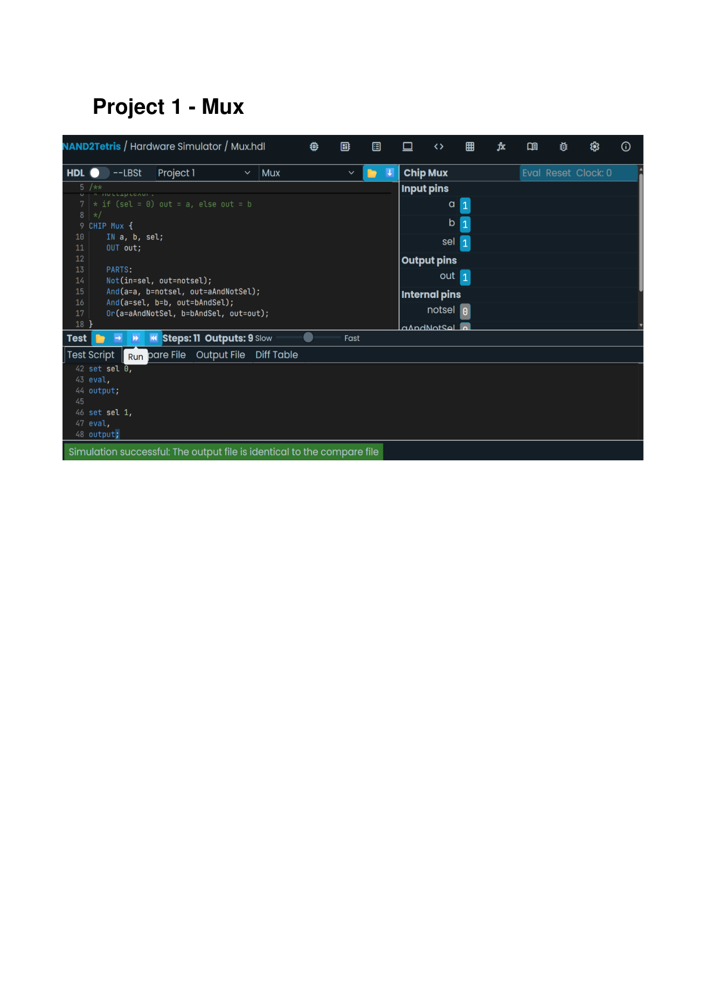 Project 1 - Mux
NAND2Tetris / Hardware Simulator / Mux.hdl
HDL --LBSt Project 1 Mux
5 /**
7 * if (sel = 0) out = a, else out = b
8 */
9 CHIP Mux {
10 IN a, b, sel;
11 OUT out;
12
13 PARTS:
14 Not(in=sel, out=notsel);
15 And(a=a, b=notsel, out=aAndNotSel);
16 And(a=sel, b=b, out=bAndSel);
17 Or(a=aAndNotSel, b=bAndSel, out=out);
18 }
Chip Mux Eval Reset Clock: 0
Input pins
a 1
b 1
sel 1
Output pins
out 1
Internal pins
notsel 0
aAndNotSel
Test Steps: 11 Outputs: 9 Slow Fast
Test Script pare File Output File Diff Table
Run
42 set sel 0,
43 eval,
44 output;
45
46 set sel 1,
47 eval,
48 output;
Simulation successful: The output file is identical to the compare file